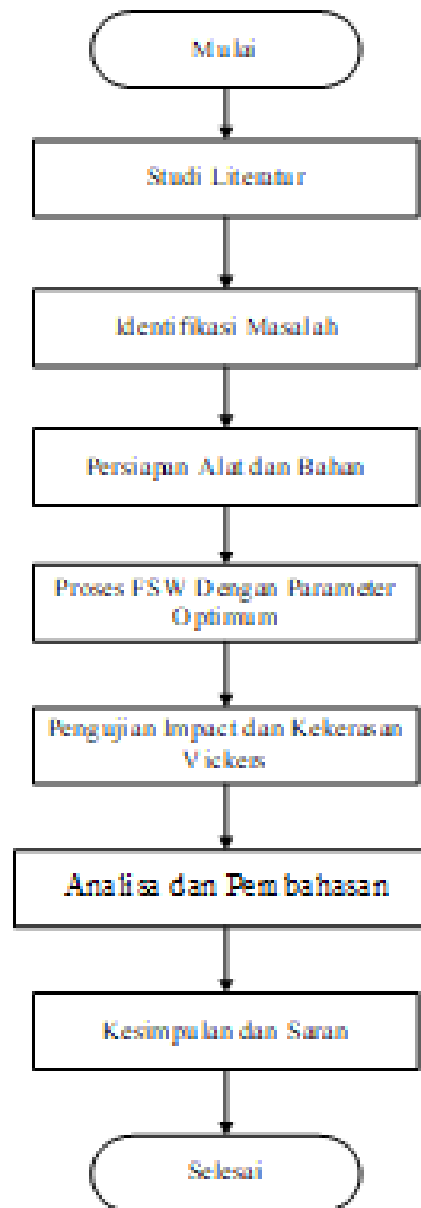 Mulai
Studi Literatur
Identifikasi Masalah
Persiapan Alat dan Bahan
Proses FSW Dengan Parameter
Optimum
Pengujian Impact dan Kekerasan
Vickers
Analisa dan Pembahasan
Kesimpulan dan Saran
Selesai